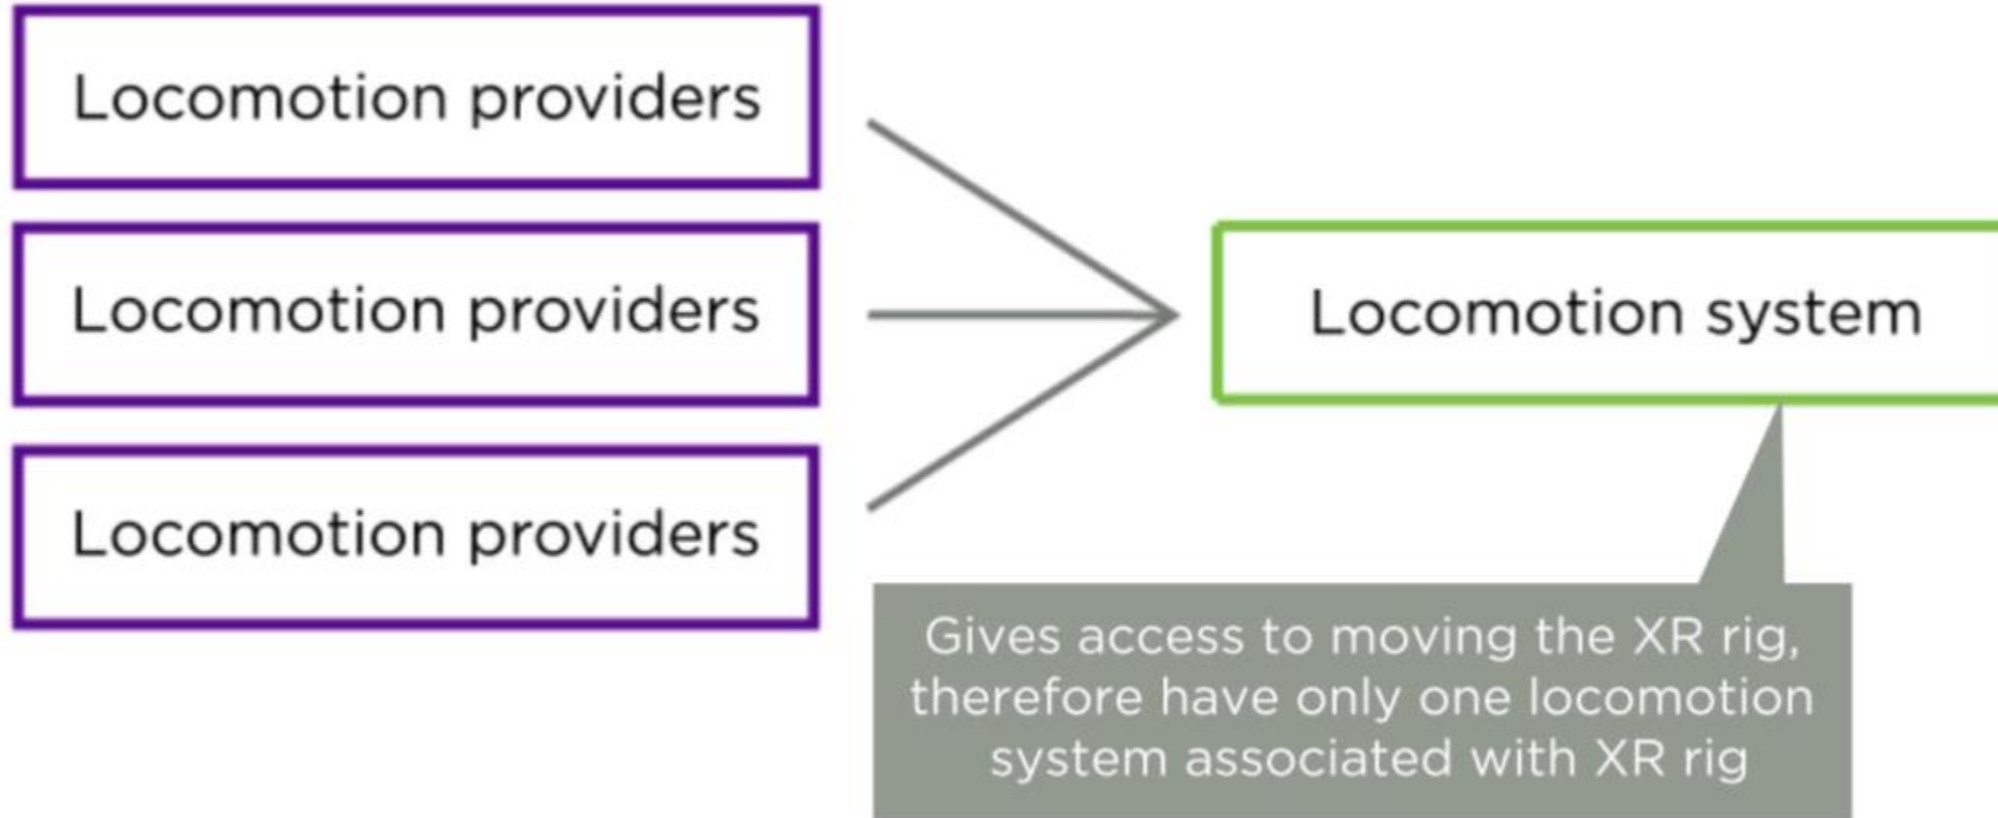 Locomotion providers
Locomotion providers
Locomotion system
Locomotion providers
Gives access to moving the XR rig,
therefore have only one locomotion
system associated with XR rig